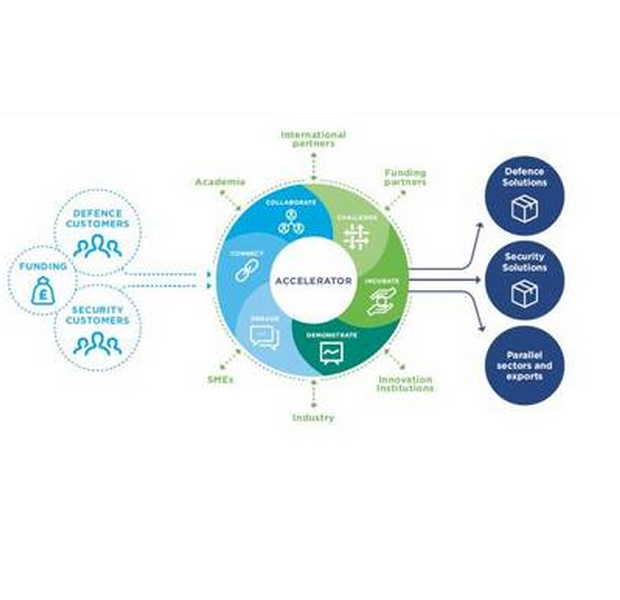 International
partners
Academia
Funding
partners
DEFENCE
CUSTOMERS
FUNDING
£
SECURITY
CUSTOMERS
COLLABORATE
CHALLENGE
CONNECT
ACCELERATOR
INCUBATE
ENGAGE
DEMONSTRATE
SMEs
Innovation
Institutions
Industry
Defence
Solutions
Security
Solutions
Parallel
sectors and
exports